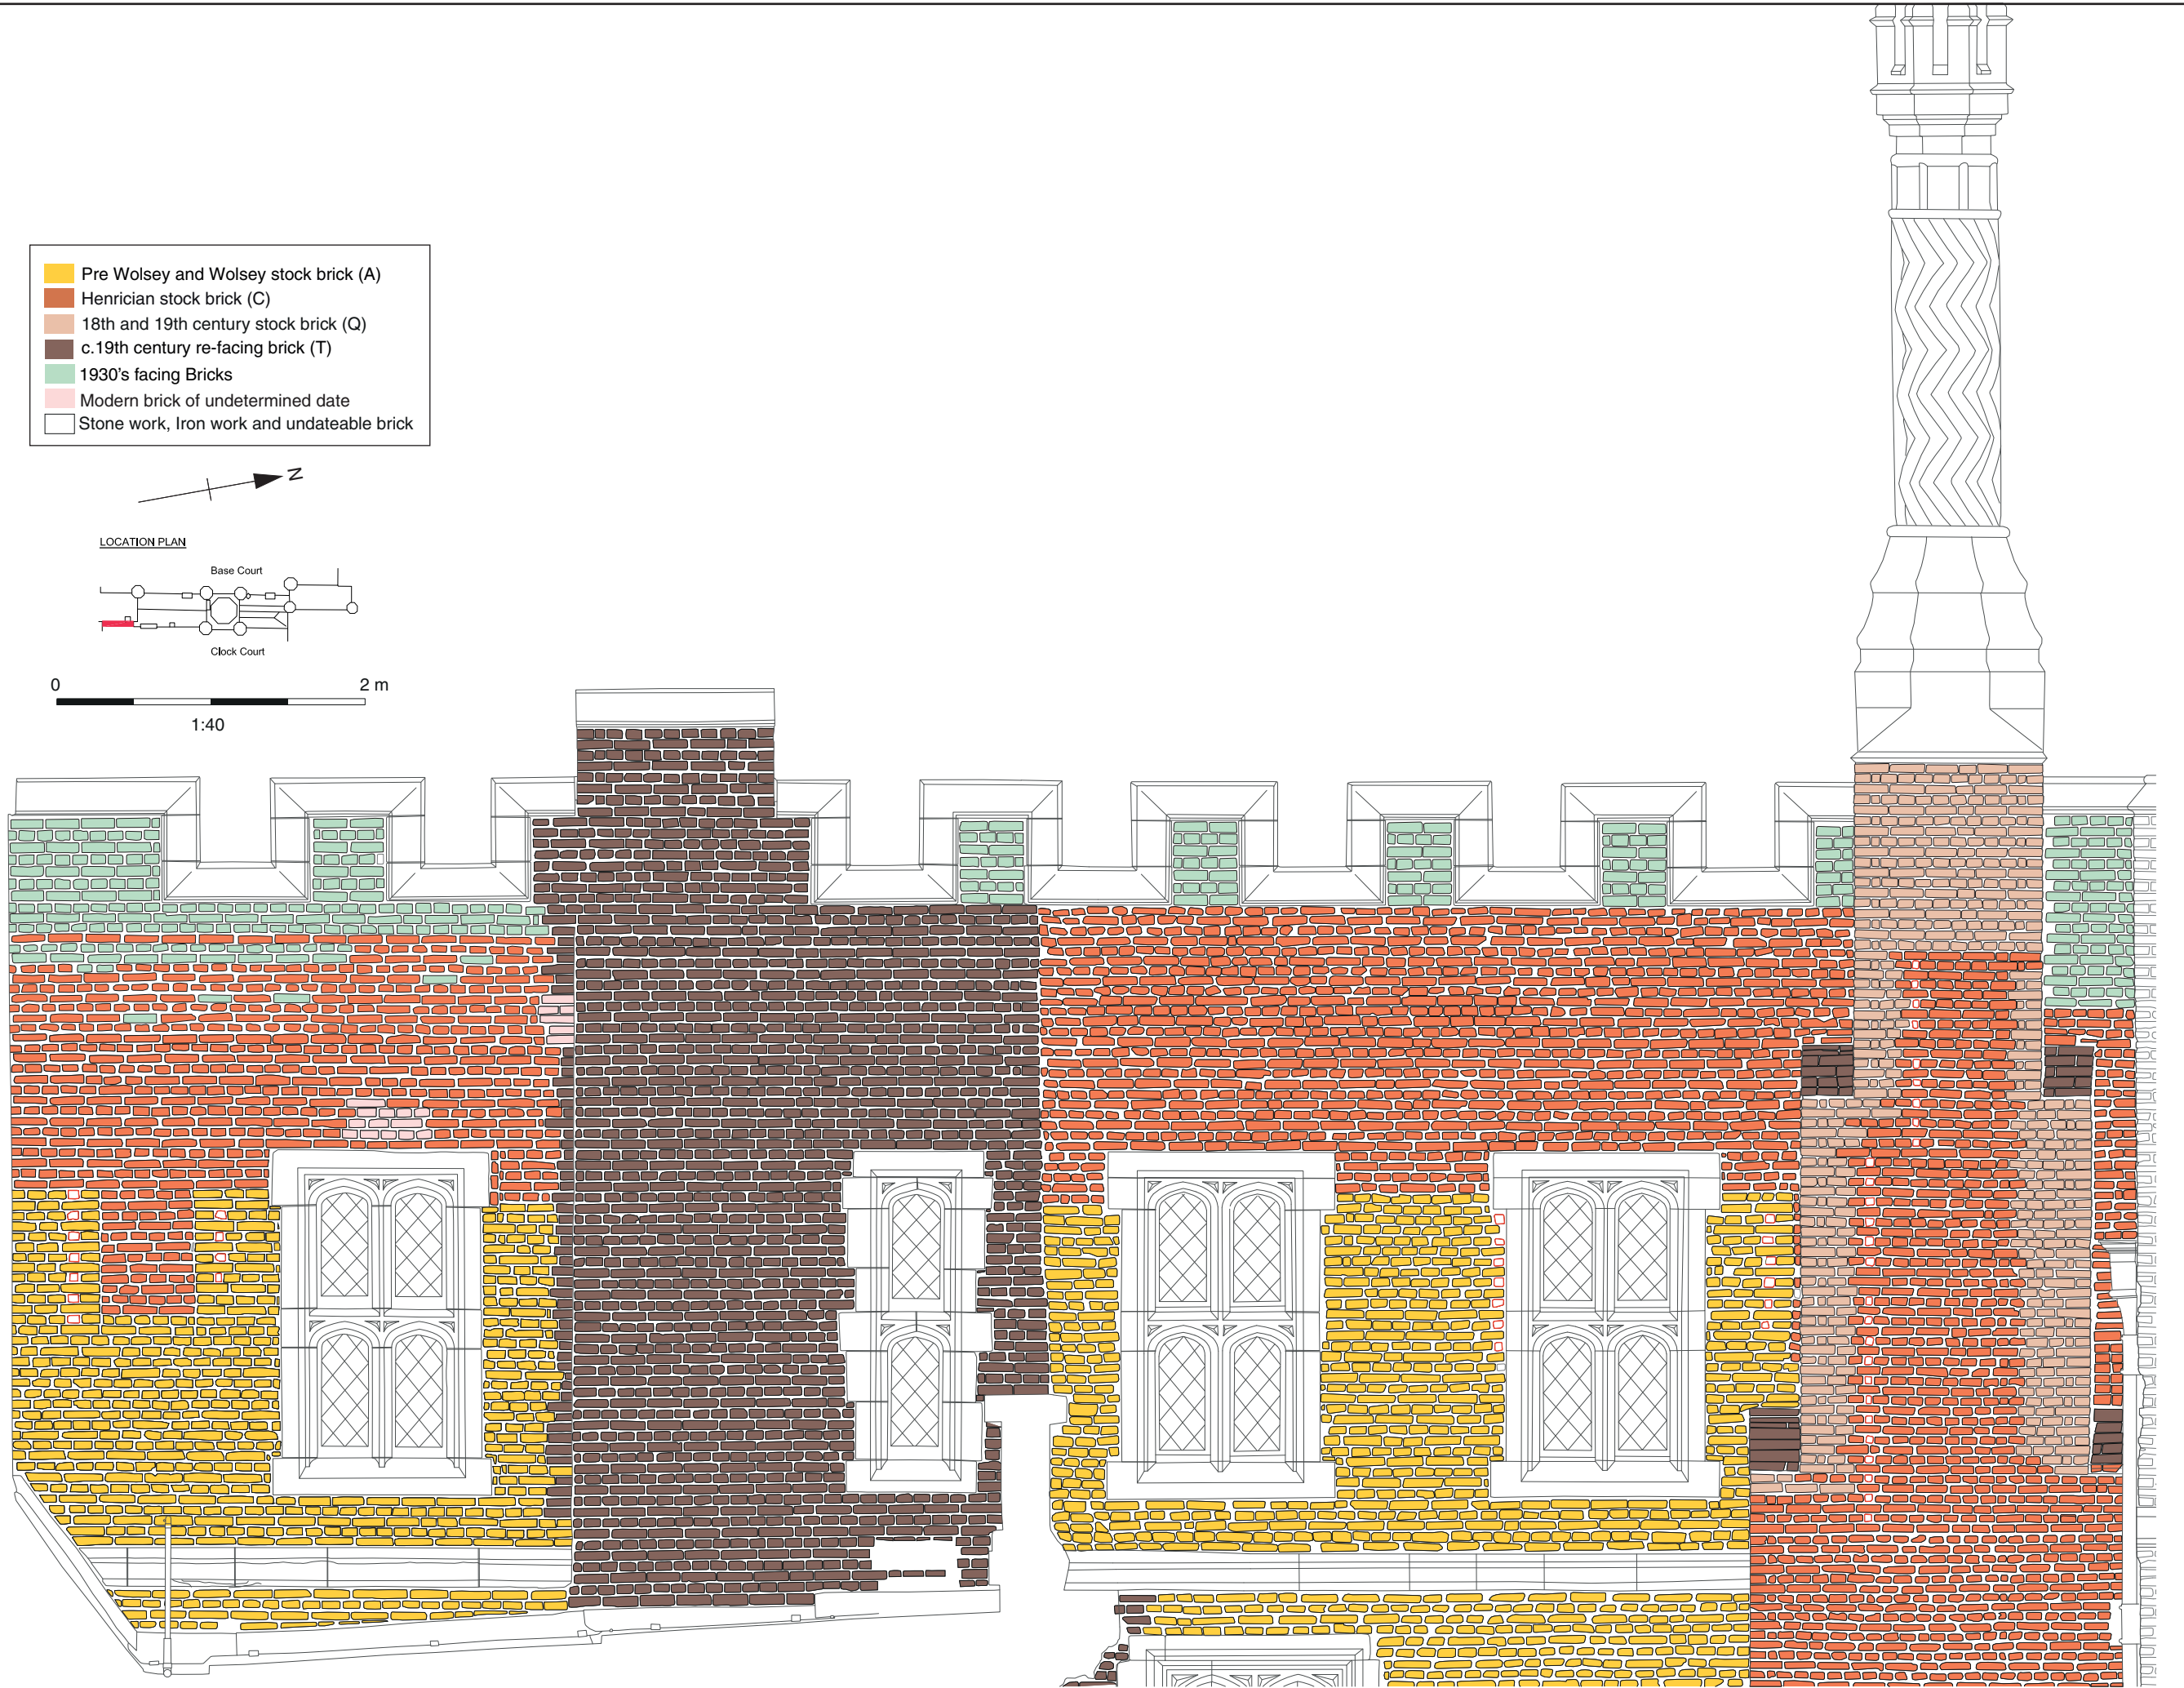 Pre Wolsey and Wolsey stock brick (A)
Henrician stock brick (C)
18th and 19th century stock brick (Q)
c.19th century re-facing brick (T)
1930's facing Bricks
Modern brick of undetermined date
Stone work, Iron work and undateable brick
N
LOCATION PLAN
Base Court
Clock Court
0 2 m
1:40